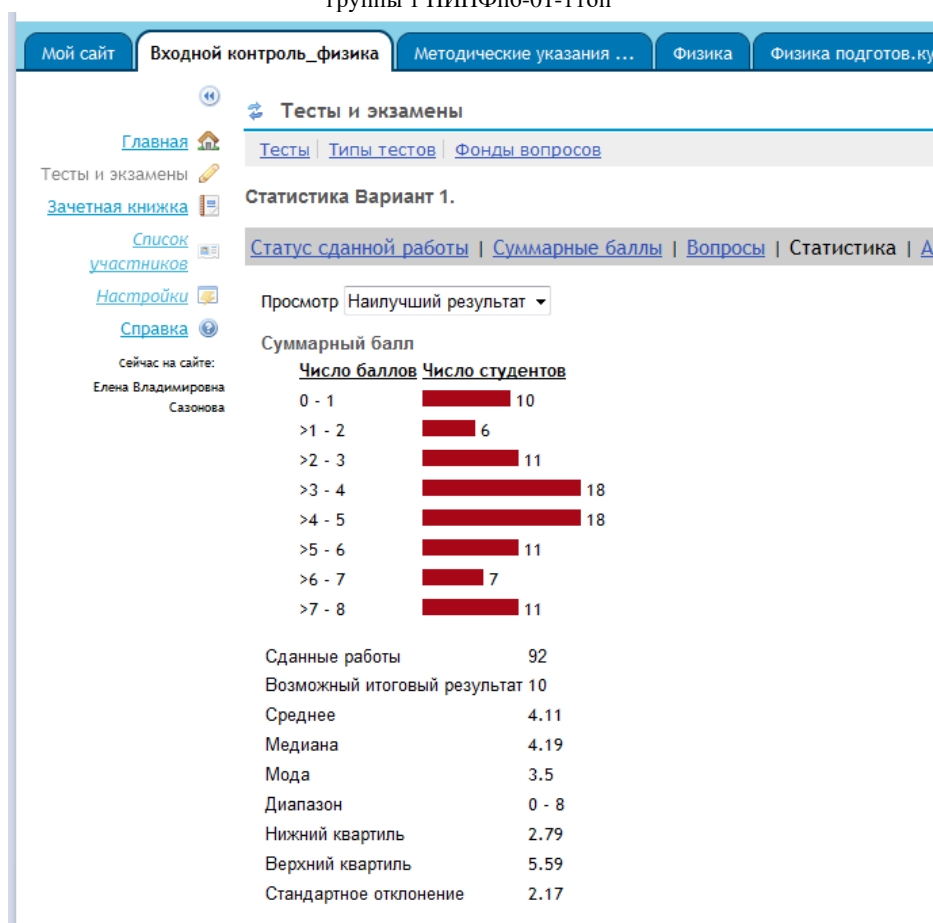 Мой сайт Входной контроль_физика Методические указания ... Физика Физика подготов.ку
Тесты и экзамены
Главная
Тесты и экзамены
Зачетная книжка
Список участников
Настройки
Справка
Сейчас на сайте:
Елена Владимировна
Сазонова
Тесты | Типы тестов | Фонды вопросов
Статистика Вариант 1.
Статус сданной работы | Суммарные баллы | Вопросы | Статистика | А
Просмотр Наилучший результат
Суммарный балл
Число баллов Число студентов
0 - 1 10
>1 - 2 6
>2 - 3 11
>3 - 4 18
>4 - 5 18
>5 - 6 11
>6 - 7 7
>7 - 8 11
Сданные работы 92
Возможный итоговый результат 10
Среднее 4.11
Медиана 4.19
Мода 3.5
Диапазон 0 - 8
Нижний квартиль 2.79
Верхний квартиль 5.59
Стандартное отклонение 2.17